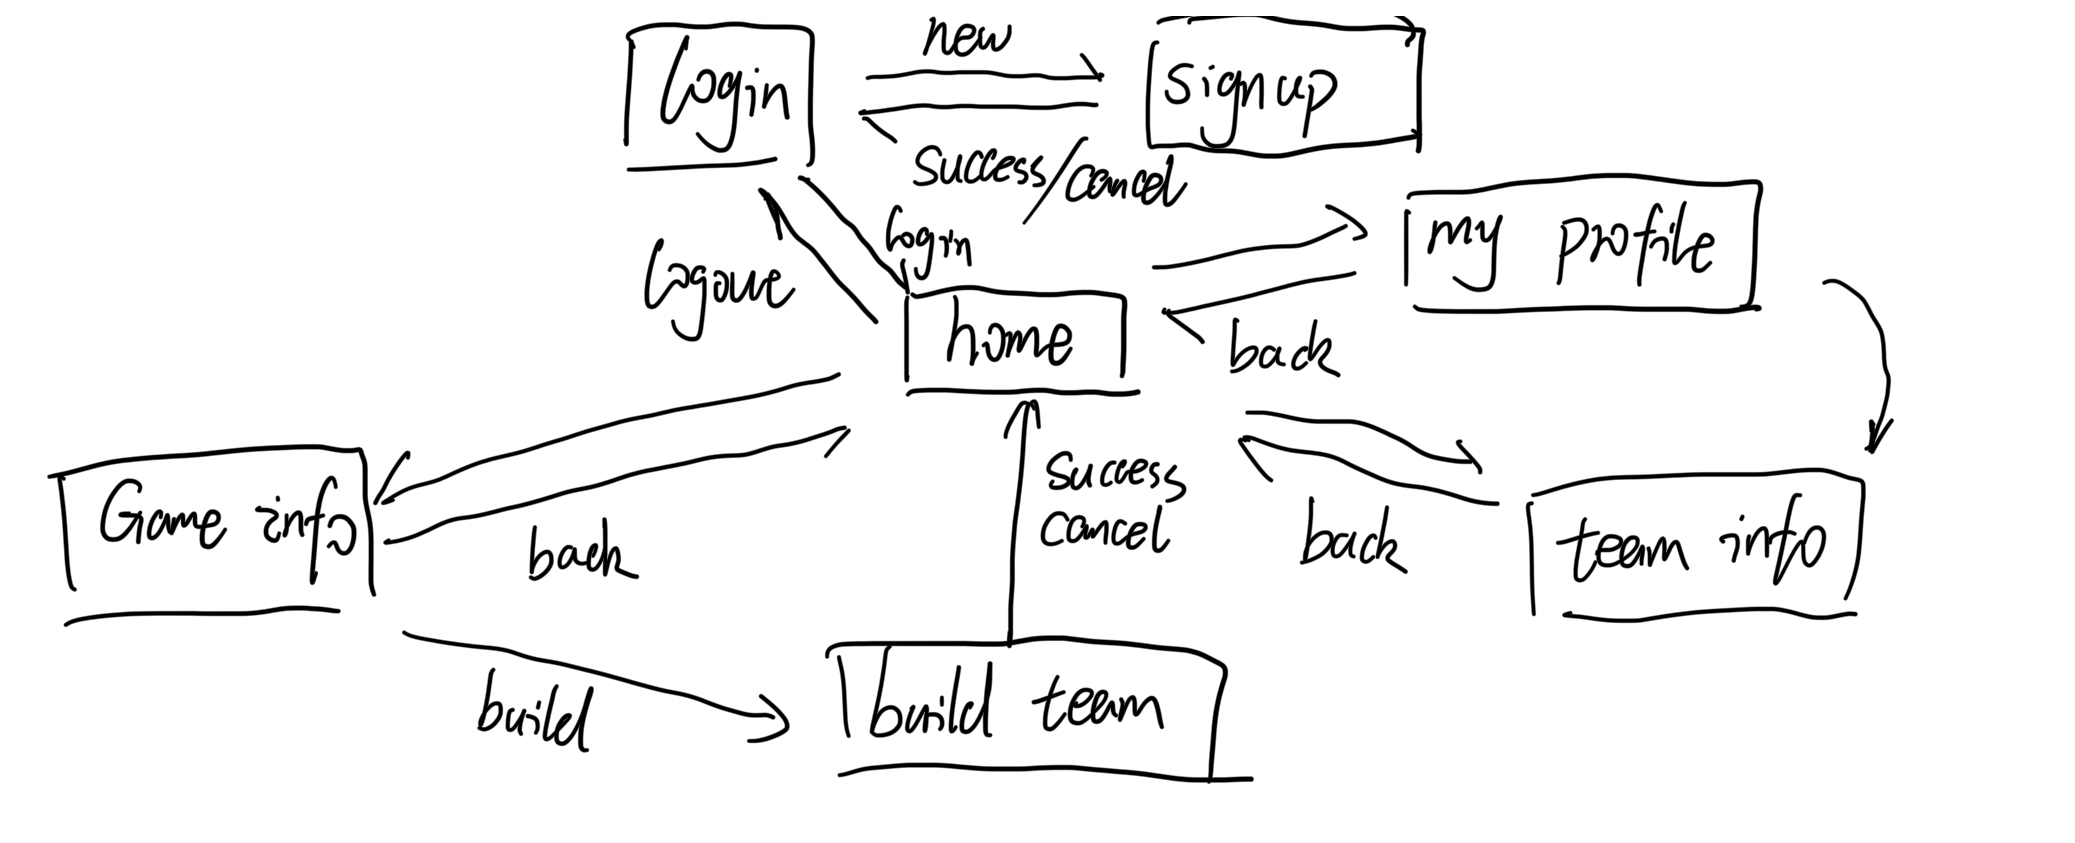 new
Login
signup
success/cancel
login
my profile
logout
home
back
success
cancel
Game info
back
back
team info
build
build team